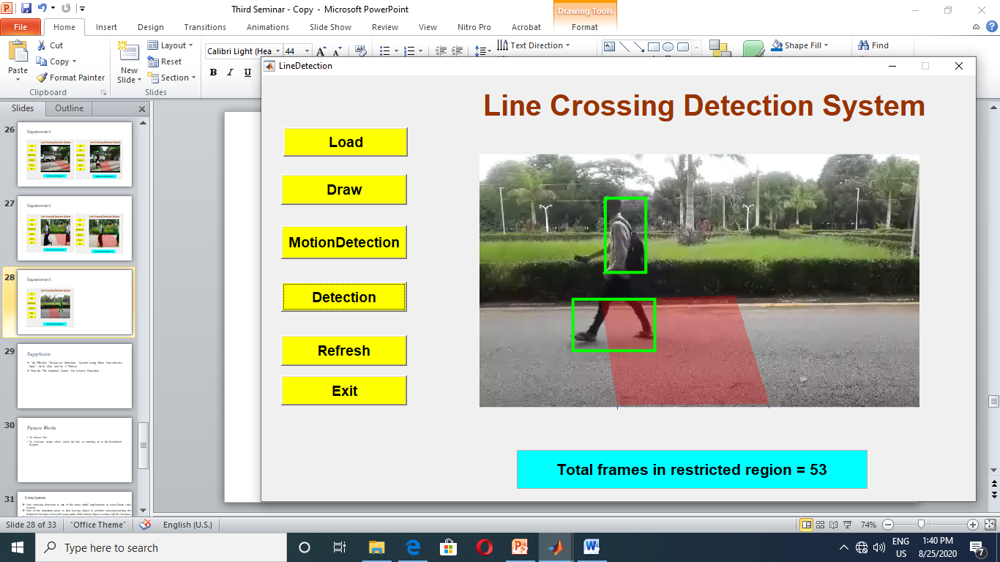 Third Seminar - Copy - Microsoft PowerPoint
Drawing Tools
File Home Insert Design Transitions Animations Slide Show Review View Nitro Pro Acrobat Format
Paste
Cut
Copy
Format Painter
Clipboard
New Slide
Layout
Reset
Section
Slides
Calibri Light (Hea 44
B I U
Text Direction
Shape Fill
Find
Slides Outline
26
Experiment
27
Experiment
28
Experiment
29
Supplicate
30
Future Works
31
Conclusion
LineDetection
Line Crossing Detection System
Load
Draw
MotionDetection
Detection
Refresh
Exit
Total frames in restricted region = 53
Slide 28 of 33 "Office Theme" English (U.S.) 74%
Type here to search
ENG
US
1:40 PM
8/25/2020
7